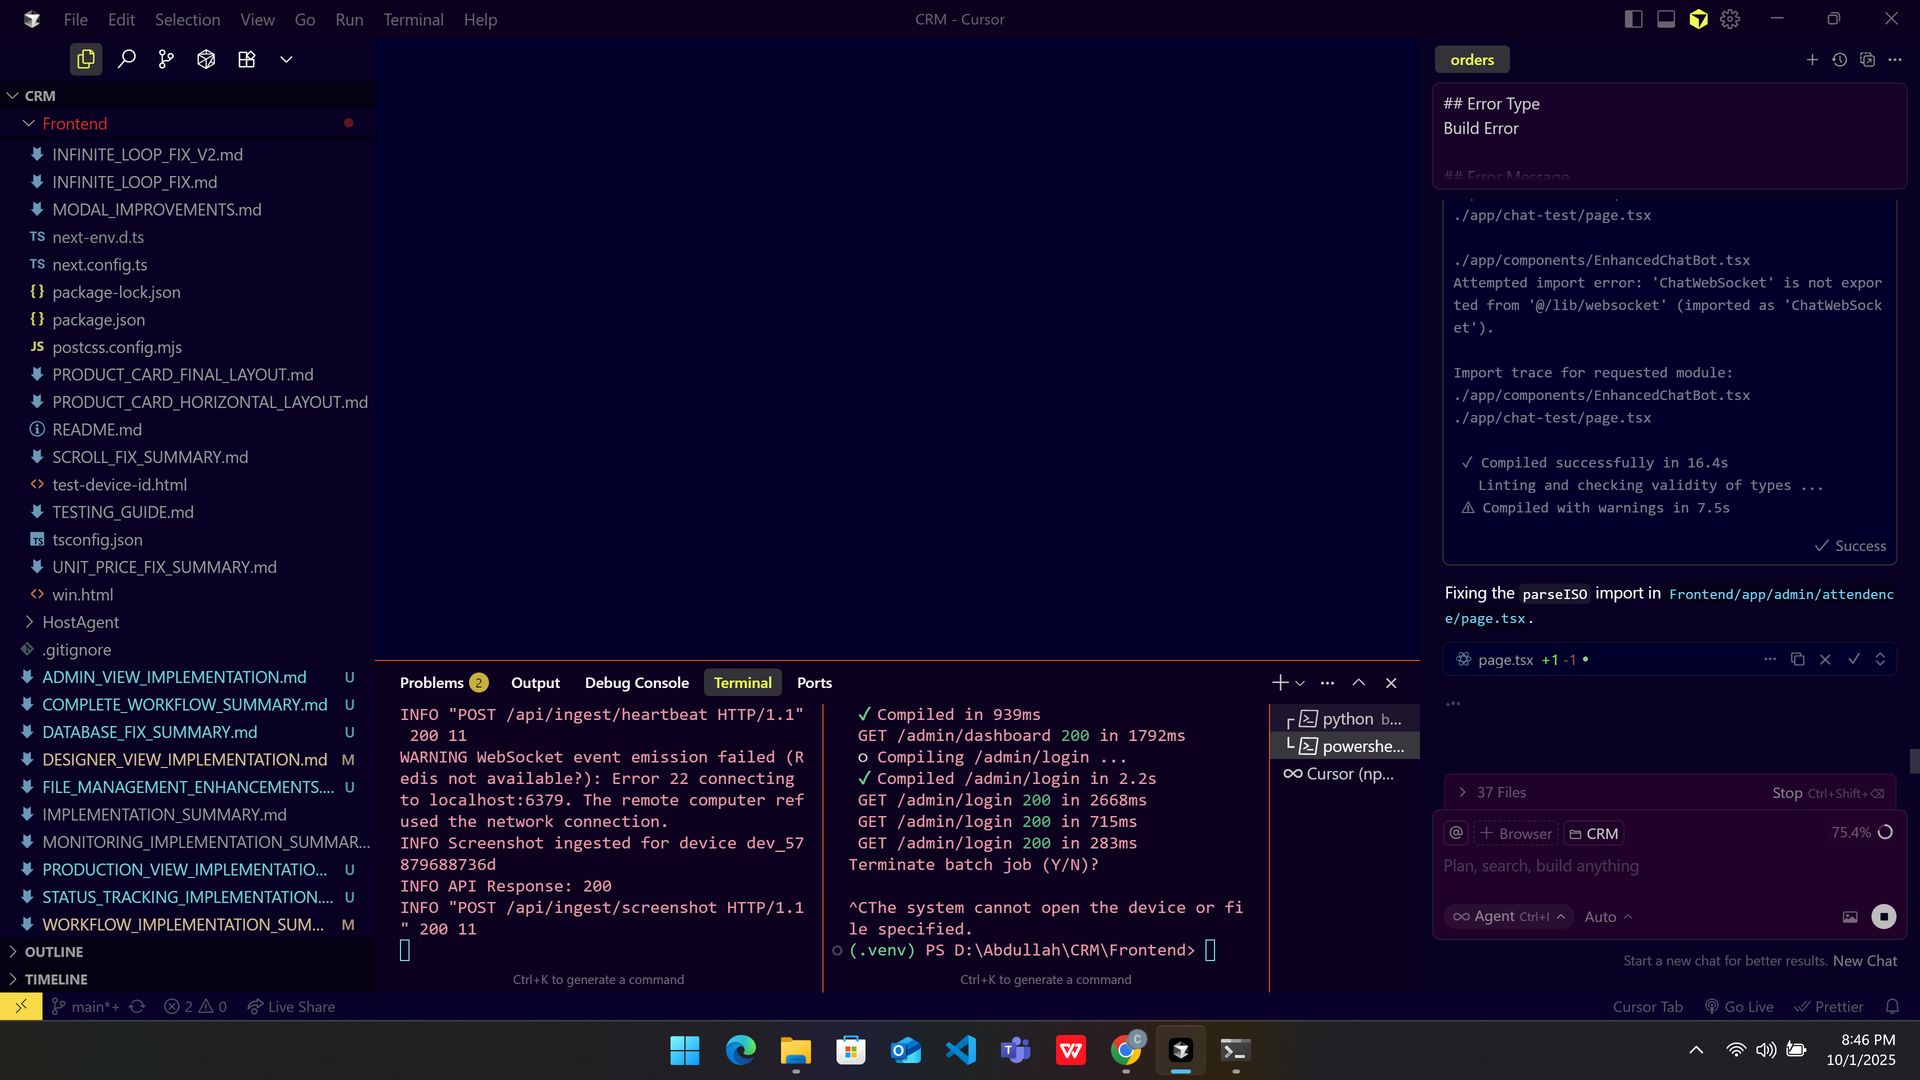 File Edit Selection View Go Run Terminal Help
CRM - Cursor
CRM
Frontend
INFINITE_LOOP_FIX_V2.md
INFINITE_LOOP_FIX.md
MODAL_IMPROVEMENTS.md
TS next-env.d.ts
TS next.config.ts
{} package-lock.json
{} package.json
JS postcss.config.mjs
PRODUCT_CARD_FINAL_LAYOUT.md
PRODUCT_CARD_HORIZONTAL_LAYOUT.md
README.md
SCROLL_FIX_SUMMARY.md
<> test-device-id.html
TESTING_GUIDE.md
TS tsconfig.json
UNIT_PRICE_FIX_SUMMARY.md
<> win.html
HostAgent
.gitignore
ADMIN_VIEW_IMPLEMENTATION.md U
COMPLETE_WORKFLOW_SUMMARY.md U
DATABASE_FIX_SUMMARY.md U
DESIGNER_VIEW_IMPLEMENTATION.md M
FILE_MANAGEMENT_ENHANCEMENTS.... U
IMPLEMENTATION_SUMMARY.md
MONITORING_IMPLEMENTATION_SUMMAR...
PRODUCTION_VIEW_IMPLEMENTATIO... U
STATUS_TRACKING_IMPLEMENTATION.... U
WORKFLOW_IMPLEMENTATION_SUM... M
OUTLINE
TIMELINE
Problems 2 Output Debug Console Terminal Ports
INFO "POST /api/ingest/heartbeat HTTP/1.1"
200 11
WARNING WebSocket event emission failed (R
edis not available?): Error 22 connecting
to localhost:6379. The remote computer ref
used the network connection.
INFO Screenshot ingested for device dev_57
879688736d
INFO API Response: 200
INFO "POST /api/ingest/screenshot HTTP/1.1
" 200 11
Ctrl+K to generate a command
✓ Compiled in 939ms
GET /admin/dashboard 200 in 1792ms
○ Compiling /admin/login ...
✓ Compiled /admin/login in 2.2s
GET /admin/login 200 in 2668ms
GET /admin/login 200 in 715ms
GET /admin/login 200 in 283ms
Terminate batch job (Y/N)?
^CThe system cannot open the device or fi
le specified.
(.venv) PS D:\Abdullah\CRM\Frontend>
Ctrl+K to generate a command
python b...
powershe...
Cursor (np...
orders
## Error Type
Build Error
## Error Message
./app/chat-test/page.tsx
./app/components/EnhancedChatBot.tsx
Attempted import error: 'ChatWebSocket' is not expor
ted from '@/lib/websocket' (imported as 'ChatWebSock
et').
Import trace for requested module:
./app/components/EnhancedChatBot.tsx
./app/chat-test/page.tsx
✓ Compiled successfully in 16.4s
Linting and checking validity of types ...
⚠ Compiled with warnings in 7.5s
✓ Success
Fixing the parseISO import in Frontend/app/admin/attendenc
e/page.tsx.
page.tsx +1 -1 •
37 Files Stop Ctrl+Shift+⌫
@ + Browser CRM 75.4%
Plan, search, build anything
Agent Ctrl+I Auto
Start a new chat for better results. New Chat
main*+ 2 0 Live Share
Cursor Tab Go Live Prettier
8:46 PM
10/1/2025